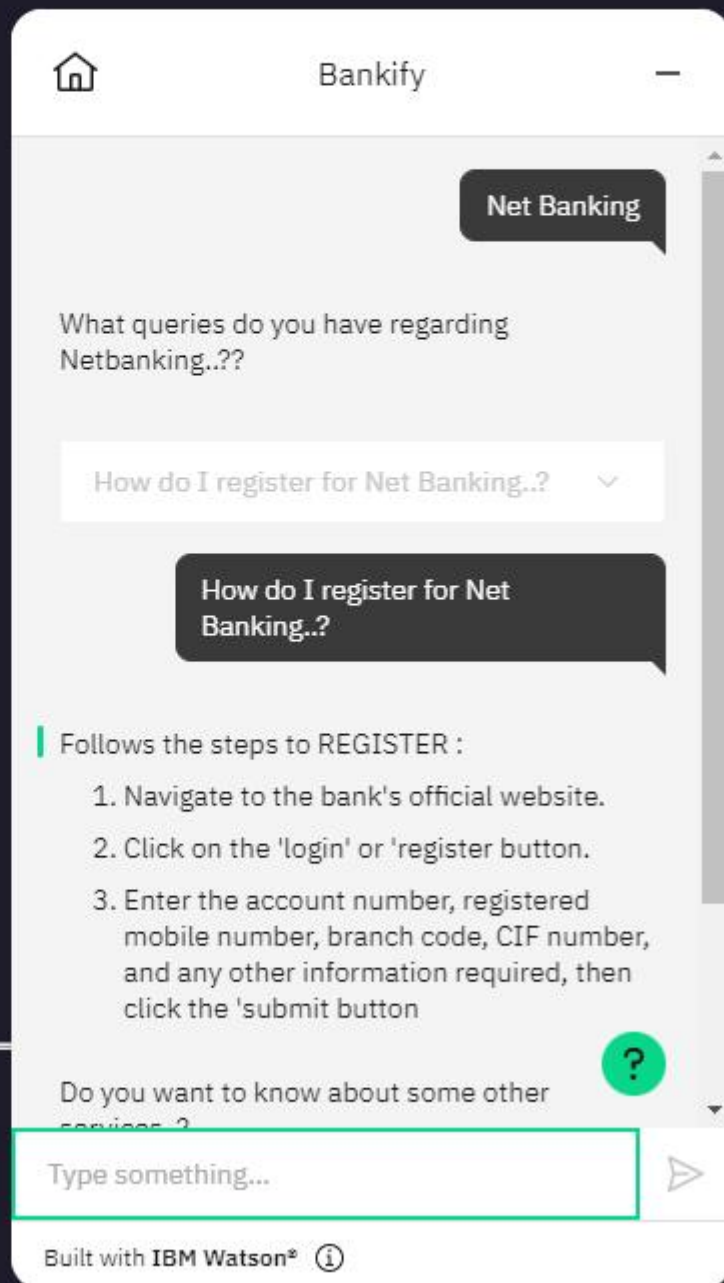 Bankify
Net Banking
What queries do you have regarding
Netbanking..??
How do I register for Net Banking..?
How do I register for Net
Banking..?
Follows the steps to REGISTER :
1. Navigate to the bank's official website.
2. Click on the 'login' or 'register button.
3. Enter the account number, registered
mobile number, branch code, CIF number,
and any other information required, then
click the 'submit button
?
Do you want to know about some other
services..?
Type something...
Built with IBM Watson®